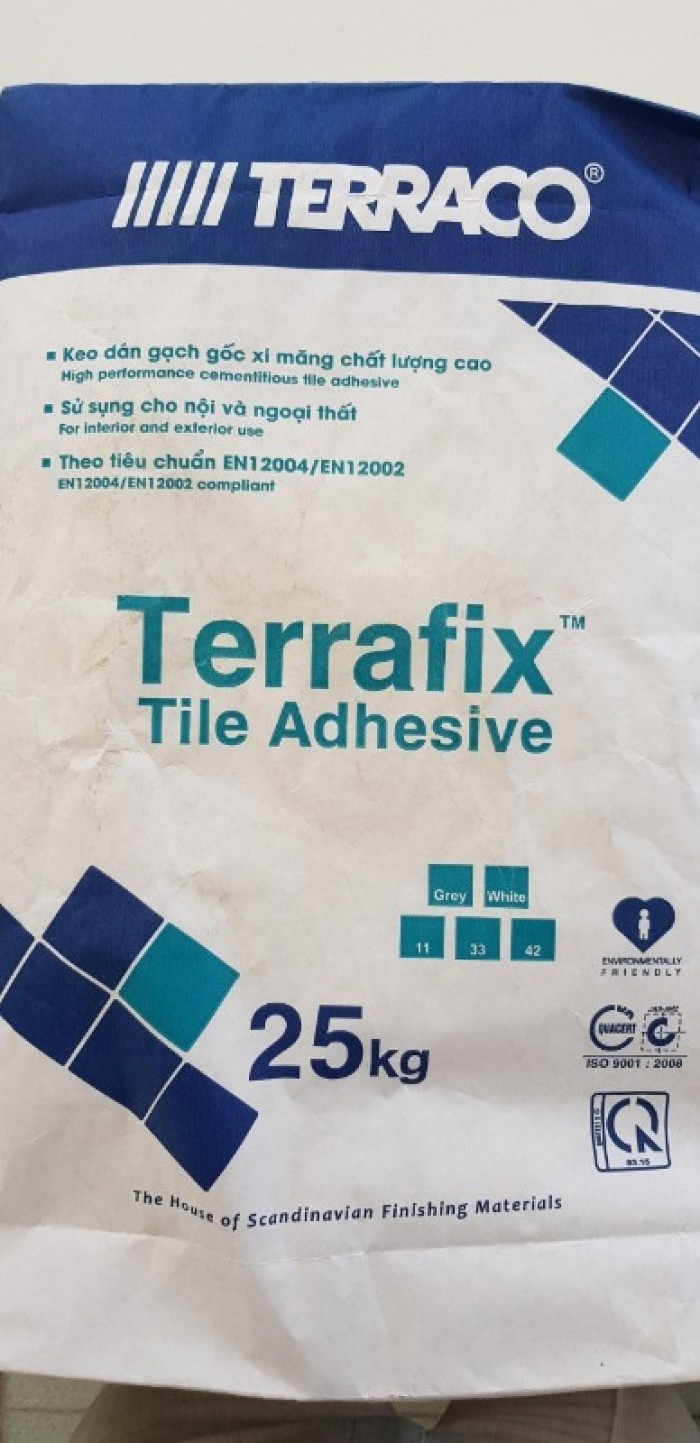 TERRACO®
▪ Keo dán gạch gốc xi măng chất lượng cao
High performance cementitious tile adhesive
▪ Sử sụng cho nội và ngoại thất
For interior and exterior use
▪ Theo tiêu chuẩn EN12004/EN12002
EN12004/EN12002 compliant
Terrafix™
Tile Adhesive
Grey White
11 33 42
ENVIRONMENTALLY
FRIENDLY
25kg
QUACERT
ISO 9001 : 2008
The House of Scandinavian Finishing Materials